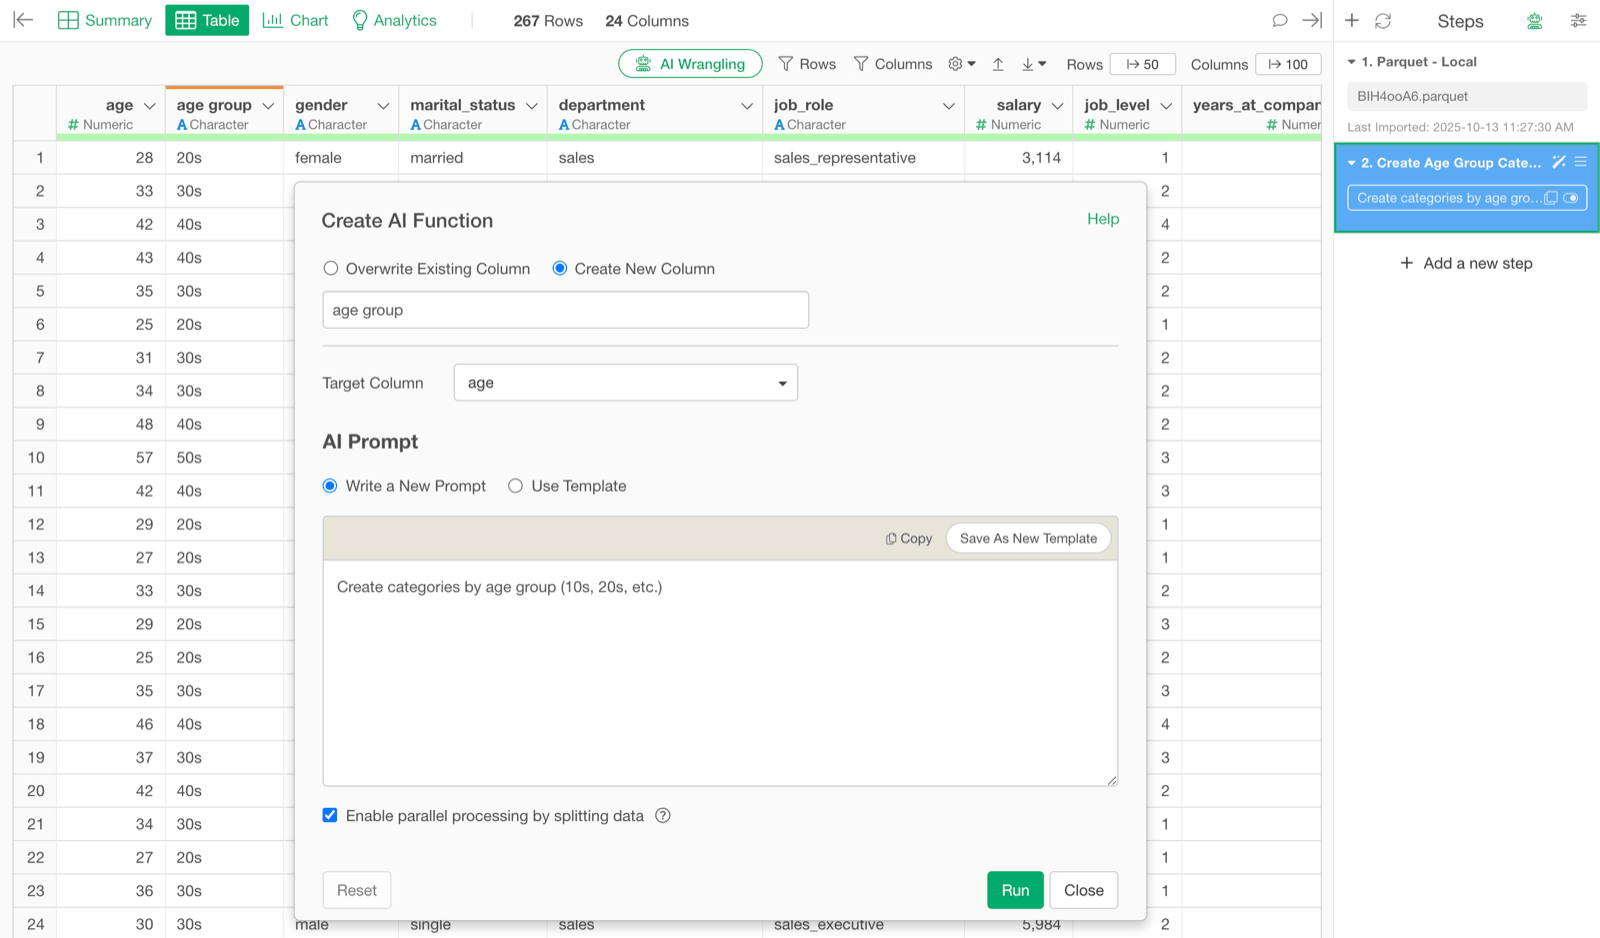 Summary Table Chart Analytics 267 Rows 24 Columns Steps
AI Wrangling Rows Columns Rows 50 Columns 100
1. Parquet - Local
BIH4ooA6.parquet
Last Imported: 2025-10-13 11:27:30 AM
2. Create Age Group Cate...
Create categories by age gro...
Add a new step
age age group gender marital_status department job_role salary job_level years_at_compan
# Numeric A Character A Character A Character A Character A Character # Numeric # Numeric # Numer
1 28 20s female married sales sales_representative 3,114 1
2 33 30s 2
3 42 40s 4
4 43 40s 2
5 35 30s 2
6 25 20s 1
7 31 30s 2
8 34 30s 2
9 48 40s 2
10 57 50s 3
11 42 40s 3
12 29 20s 1
13 27 20s 1
14 33 30s 2
15 29 20s 3
16 25 20s 2
17 35 30s 3
18 46 40s 4
19 37 30s 3
20 42 40s 2
21 34 30s 1
22 27 20s 1
23 36 30s 1
24 30 30s male single sales sales_executive 5,984 2
Create AI Function Help
Overwrite Existing Column Create New Column
age group
Target Column age
AI Prompt
Write a New Prompt Use Template
Copy Save As New Template
Create categories by age group (10s, 20s, etc.)
Enable parallel processing by splitting data ?
Reset Run Close